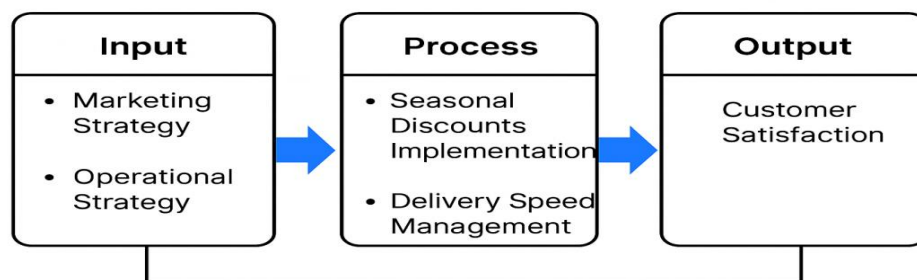 Input
• Marketing
Strategy
• Operational
Strategy
Process
• Seasonal
Discounts
Implementation
• Delivery Speed
Management
Output
Customer
Satisfaction